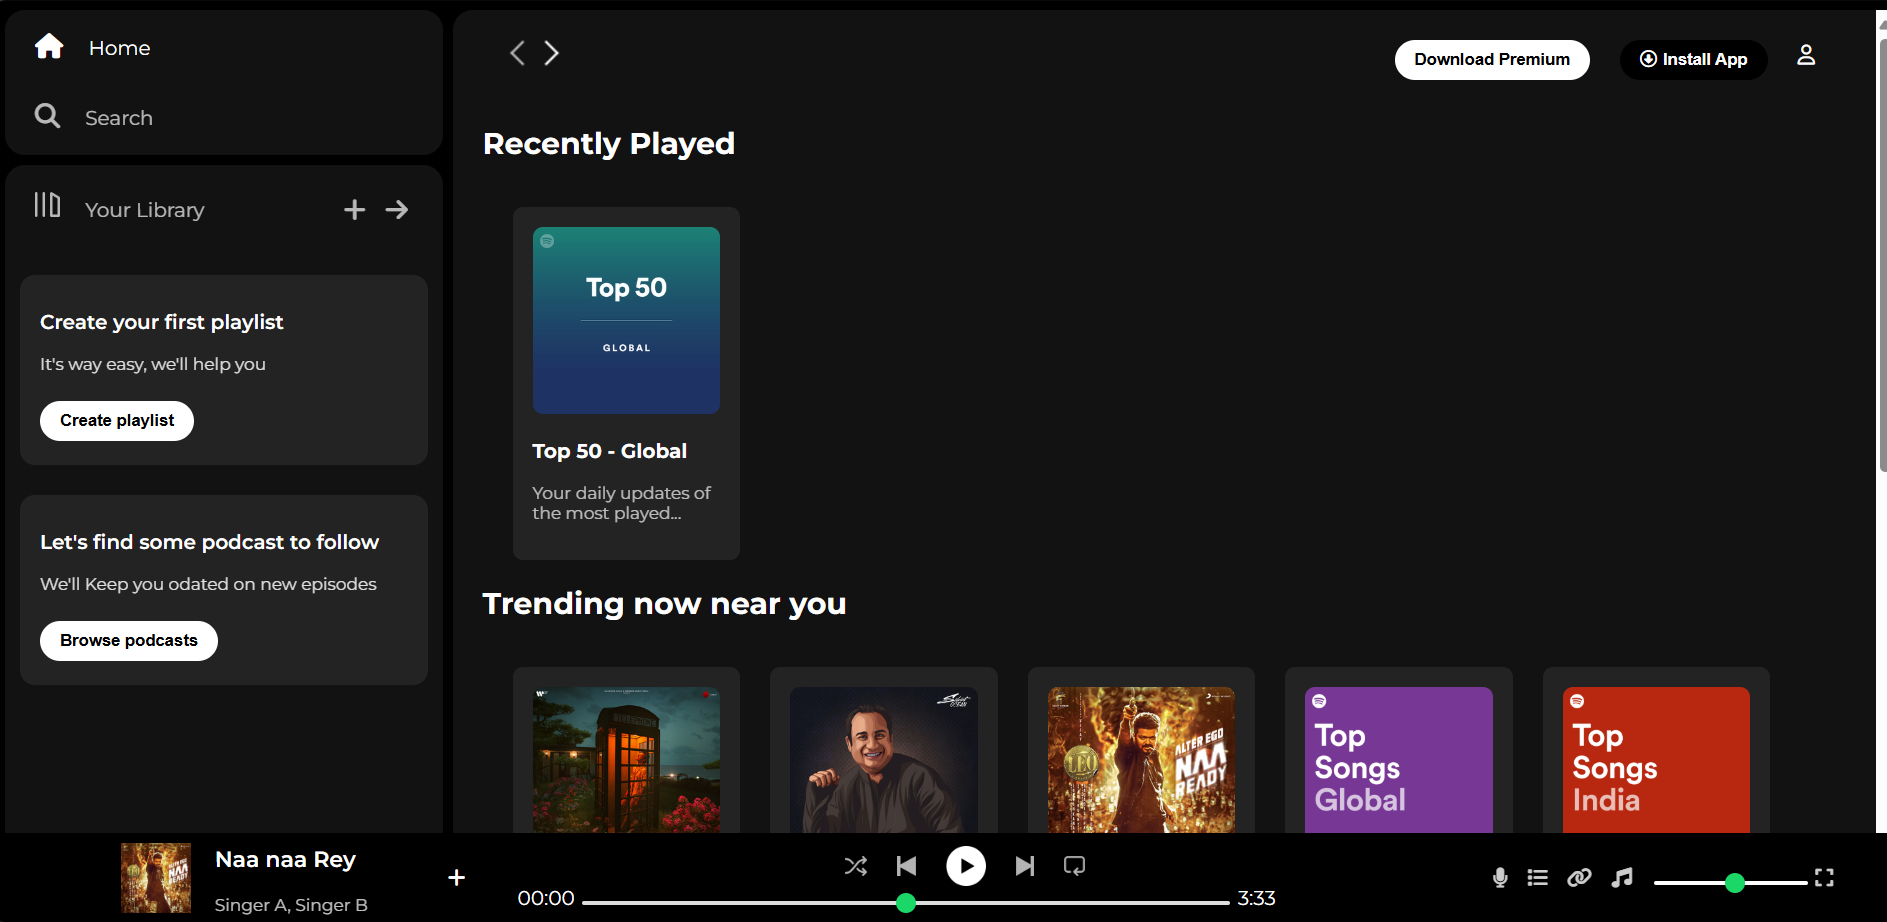 Home
Search
Your Library
Create your first playlist
It's way easy, we'll help you
Create playlist
Let's find some podcast to follow
We'll Keep you odated on new episodes
Browse podcasts
Download Premium
Install App
Recently Played
Top 50
GLOBAL
Top 50 - Global
Your daily updates of
the most played...
Trending now near you
ALTER EGO
NAA
READY
LEO
Top
Songs
Global
Top
Songs
India
Naa naa Rey
Singer A, Singer B
00:00
3:33